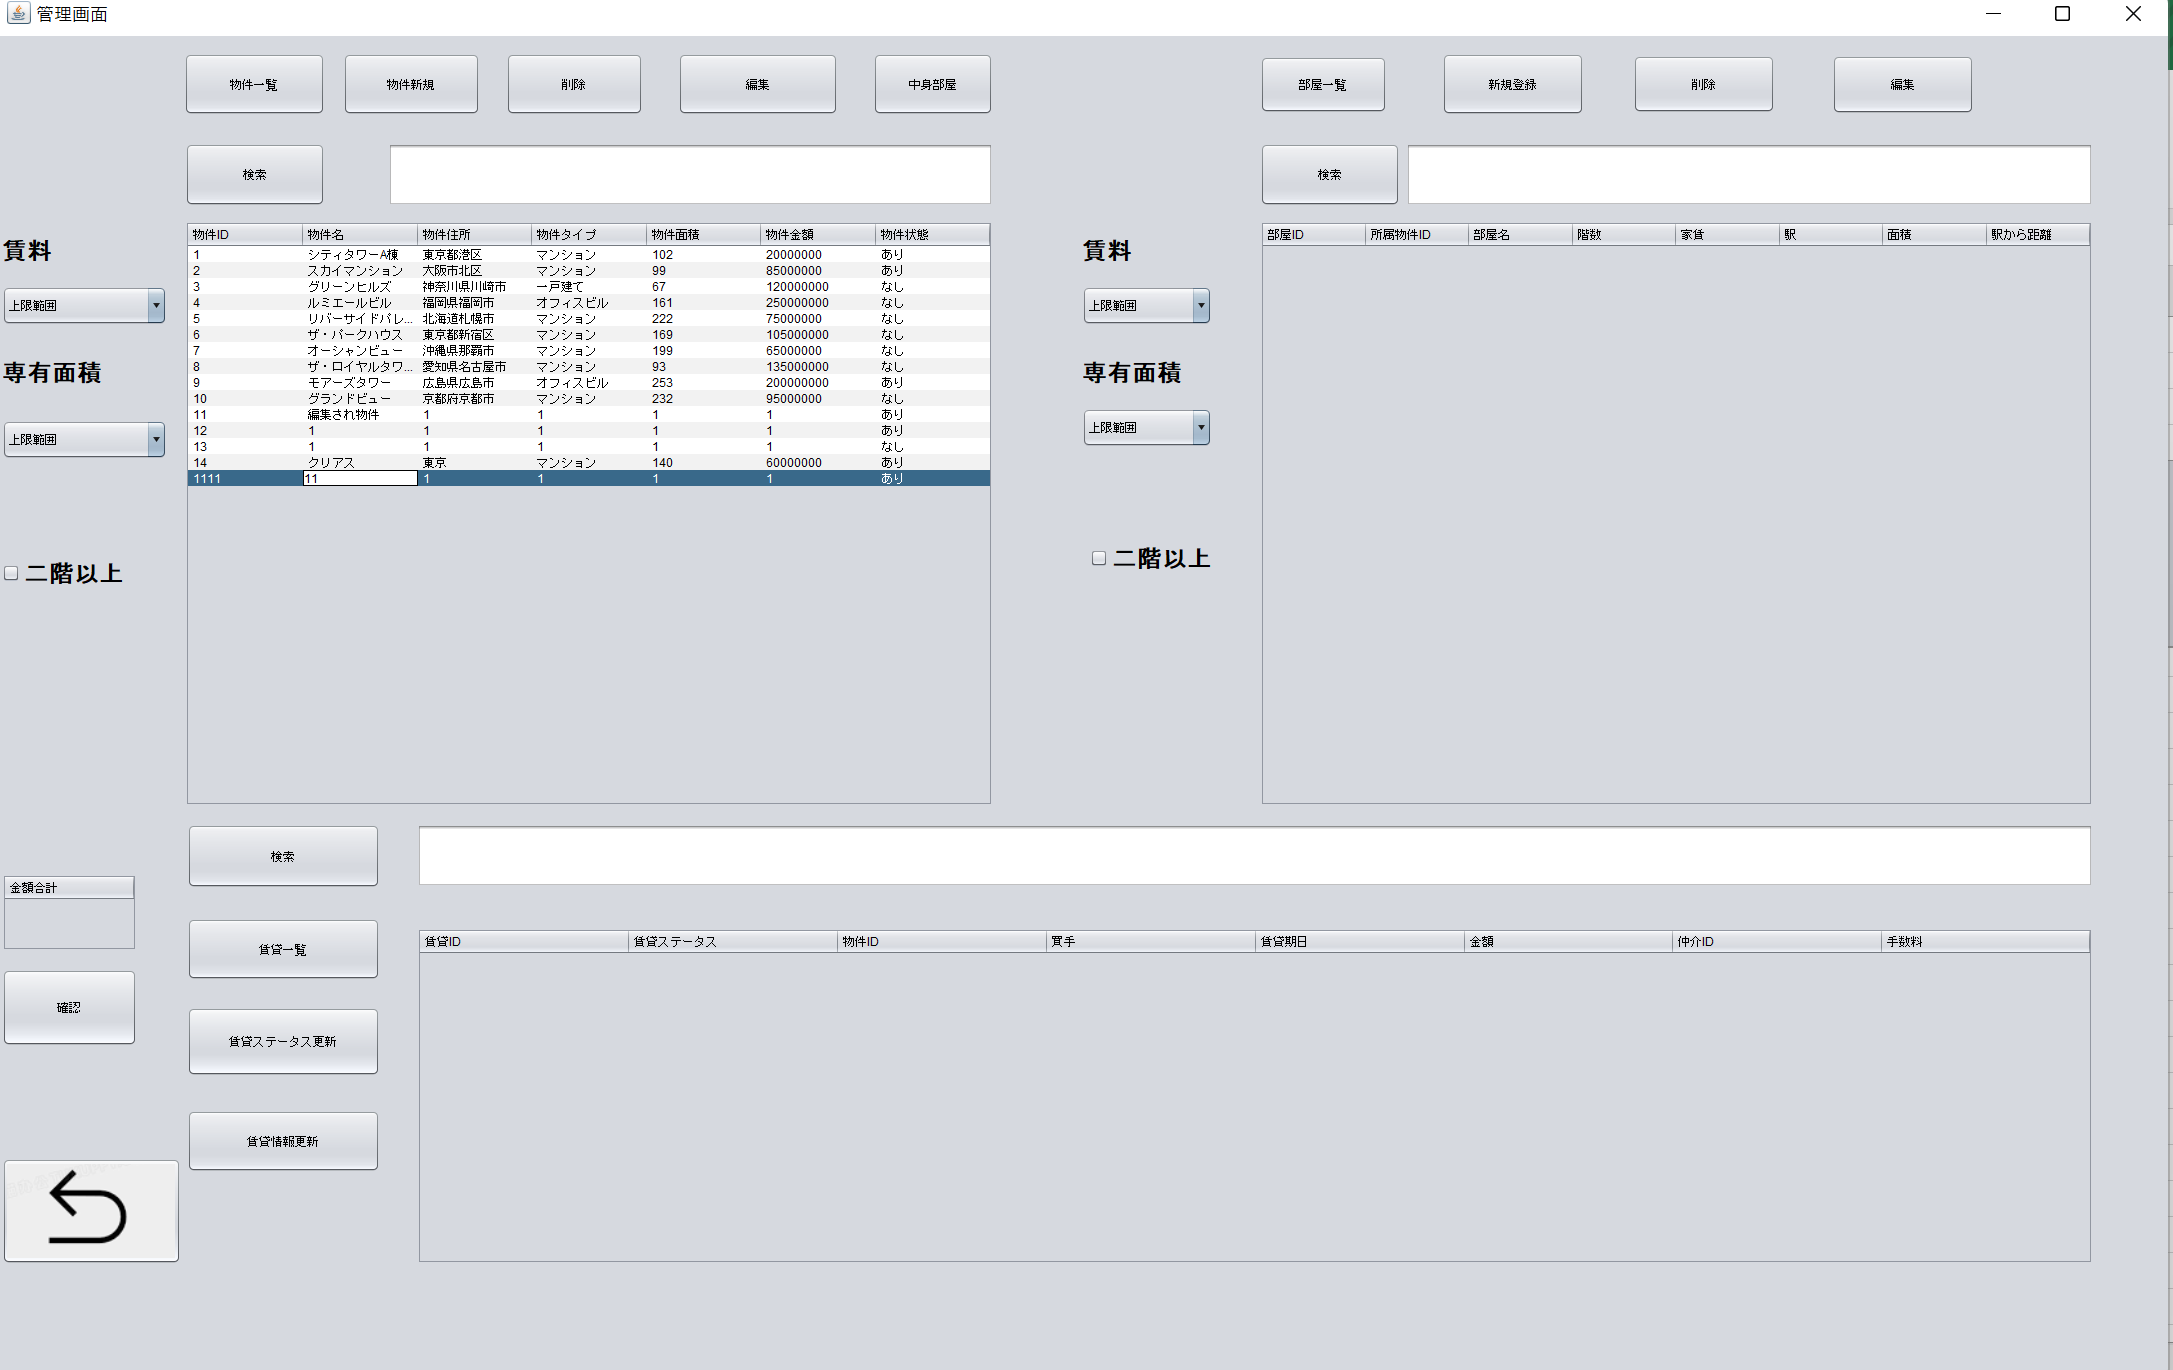 管理画面
物件一覧 物件新規 削除 編集 中身部屋 部屋一覧 新規登録 削除 編集
検索 検索
賃料
上限範囲
専有面積
上限範囲
二階以上
物件ID 物件名 物件住所 物件タイプ 物件面積 物件金額 物件状態
1 シティタワーA棟 東京都港区 マンション 102 20000000 あり
2 スカイマンション 大阪市北区 マンション 99 85000000 あり
3 グリーンヒルズ 神奈川県川崎市 一戸建て 67 120000000 なし
4 ルミエールビル 福岡県福岡市 オフィスビル 161 250000000 なし
5 リバーサイドパレ... 北海道札幌市 マンション 222 75000000 なし
6 ザ・パークハウス 東京都新宿区 マンション 169 105000000 なし
7 オーシャンビュー 沖縄県那覇市 マンション 199 65000000 なし
8 ザ・ロイヤルタワ... 愛知県名古屋市 マンション 93 135000000 なし
9 モアーズタワー 広島県広島市 オフィスビル 253 200000000 あり
10 グランドビュー 京都府京都市 マンション 232 95000000 なし
11 編集され物件 1 1 1 1 あり
12 1 1 1 1 1 あり
13 1 1 1 1 1 なし
14 クリアス 東京 マンション 140 60000000 あり
1111 11 1 1 1 1 あり
賃料
上限範囲
専有面積
上限範囲
二階以上
部屋ID 所属物件ID 部屋名 階数 家賃 駅 面積 駅から距離
検索
金額合計
確認
賃貸一覧
賃貸ステータス更新
賃貸情報更新
賃貸ID 賃貸ステータス 物件ID 買手 賃貸期日 金額 仲介ID 手数料